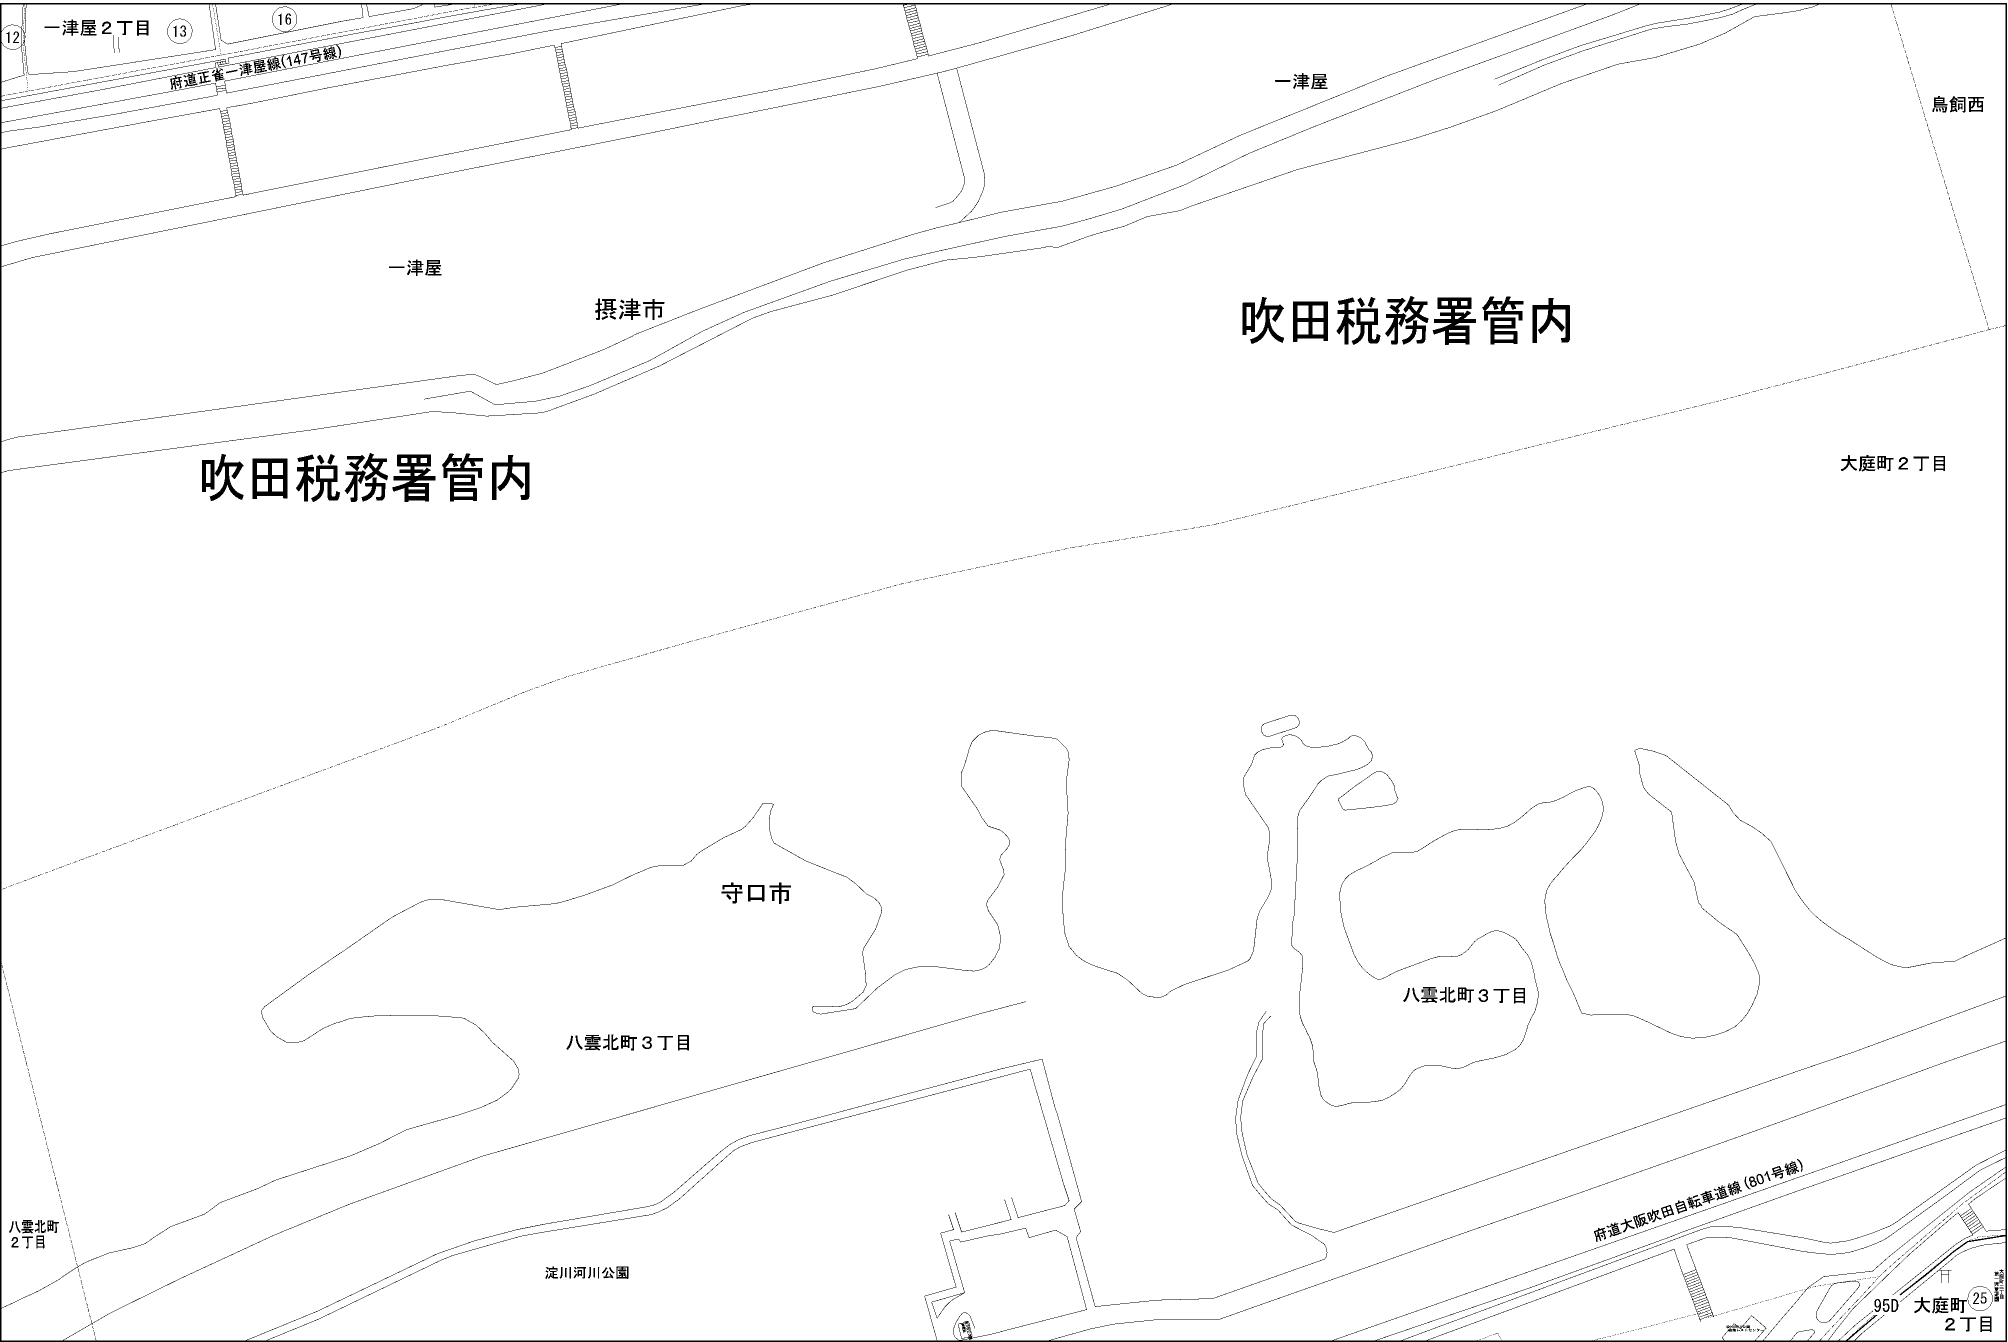 12
一津屋２丁目
13
16
府道正雀一津屋線(147号線)
一津屋
鳥飼西
一津屋
摂津市
吹田税務署管内
吹田税務署管内
大庭町２丁目
守口市
八雲北町３丁目
八雲北町３丁目
府道大阪吹田自転車道線(801号線)
八雲北町
２丁目
淀川河川公園
95D
大庭町
２丁目
25